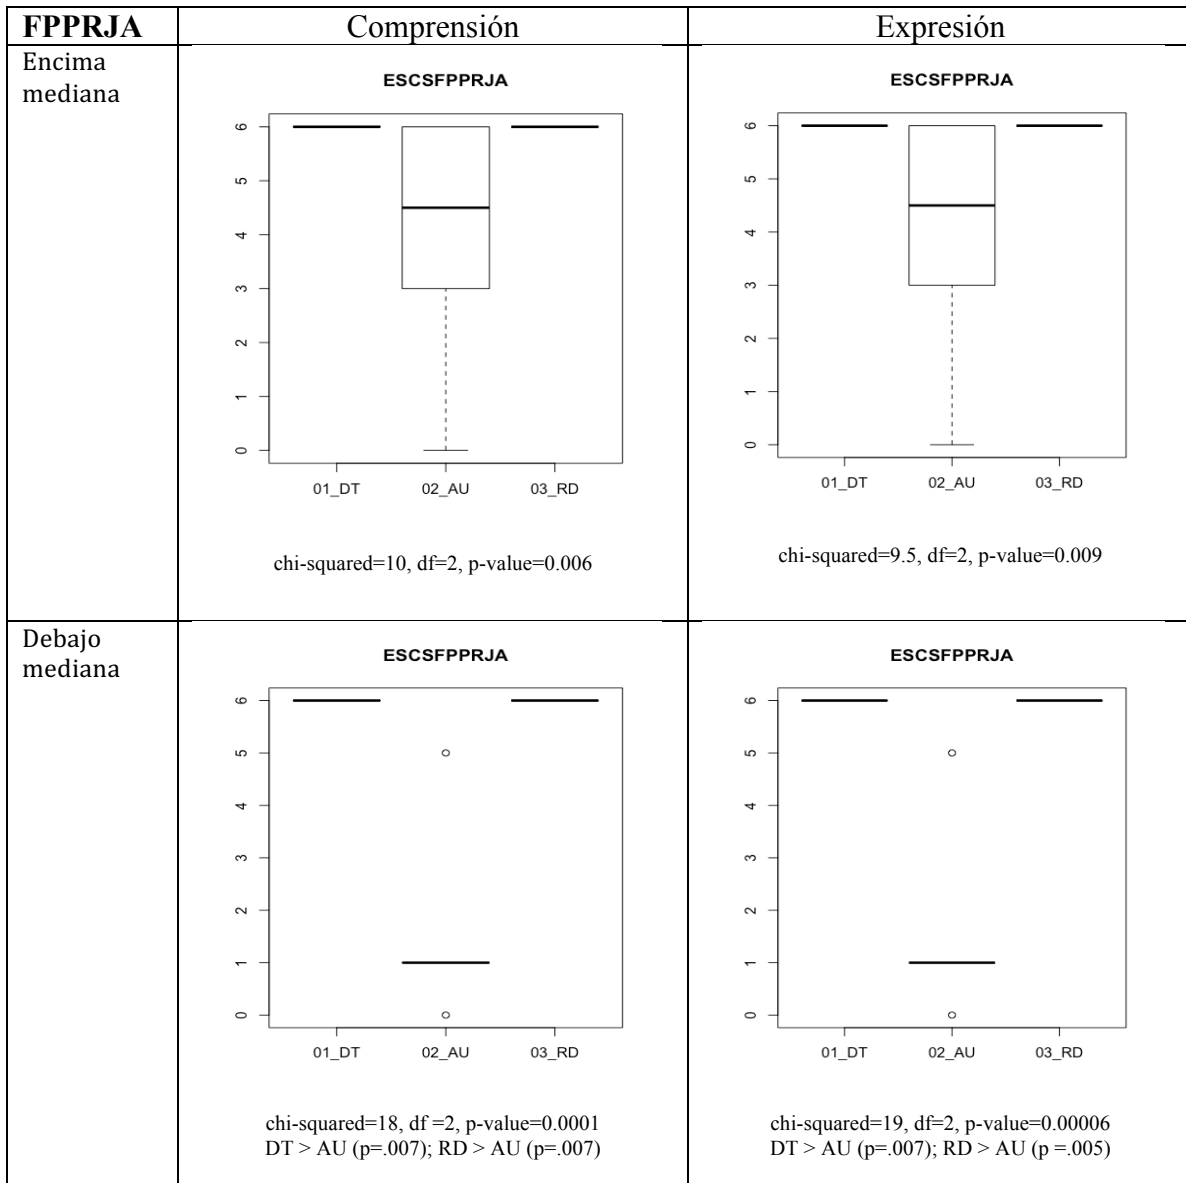 FPPRJA Comprensión Expresión
Encima
mediana
ESCSFPPRJA
6
5
4
3
2
1
0
01_DT 02_AU 03_RD
chi-squared=10, df=2, p-value=0.006
ESCSFPPRJA
6
5
4
3
2
1
0
01_DT 02_AU 03_RD
chi-squared=9.5, df=2, p-value=0.009
Debajo
mediana
ESCSFPPRJA
6
5
4
3
2
1
0
01_DT 02_AU 03_RD
chi-squared=18, df =2, p-value=0.0001
DT > AU (p=.007); RD > AU (p=.007)
ESCSFPPRJA
6
5
4
3
2
1
0
01_DT 02_AU 03_RD
chi-squared=19, df=2, p-value=0.00006
DT > AU (p=.007); RD > AU (p =.005)